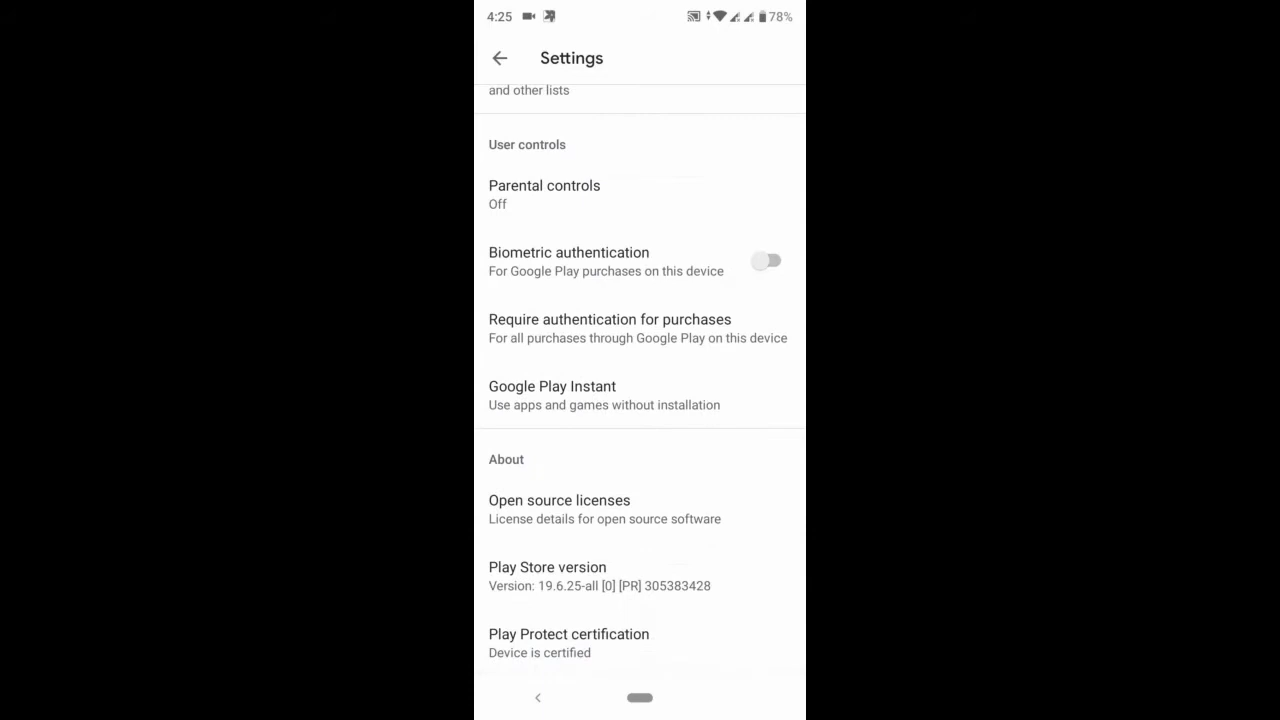 4:25 78%
Settings
and other lists
User controls
Parental controls
Off
Biometric authentication
For Google Play purchases on this device
Require authentication for purchases
For all purchases through Google Play on this device
Google Play Instant
Use apps and games without installation
About
Open source licenses
License details for open source software
Play Store version
Version: 19.6.25-all [0] [PR] 305383428
Play Protect certification
Device is certified